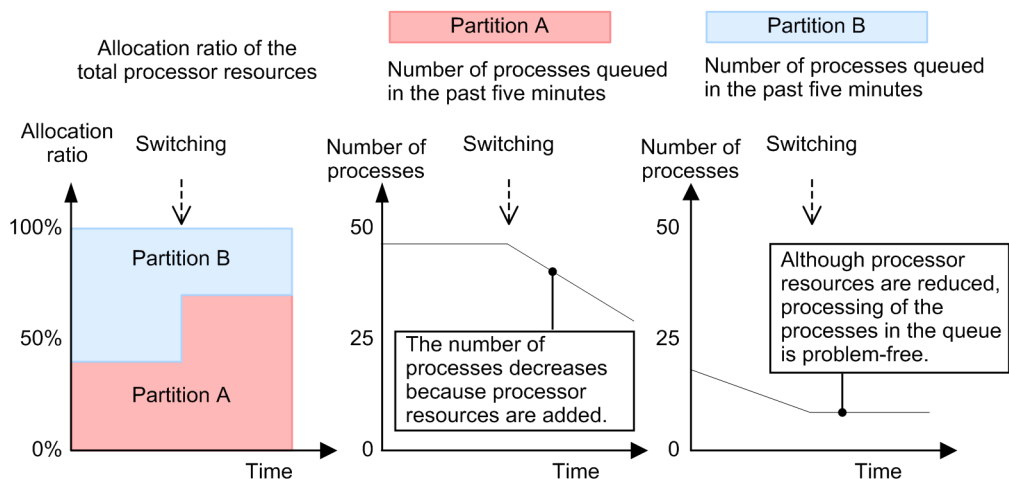 Allocation ratio of the
total processor resources
Allocation
ratio
Switching
100%
50%
0%
Partition B
Partition A
Time
Partition A
Number of processes queued
in the past five minutes
Number of
processes
Switching
50
25
0
The number of
processes decreases
because processor
resources are added.
Time
Partition B
Number of processes queued
in the past five minutes
Number of
processes
Switching
50
25
0
Although processor
resources are reduced,
processing of the
processes in the queue
is problem-free.
Time